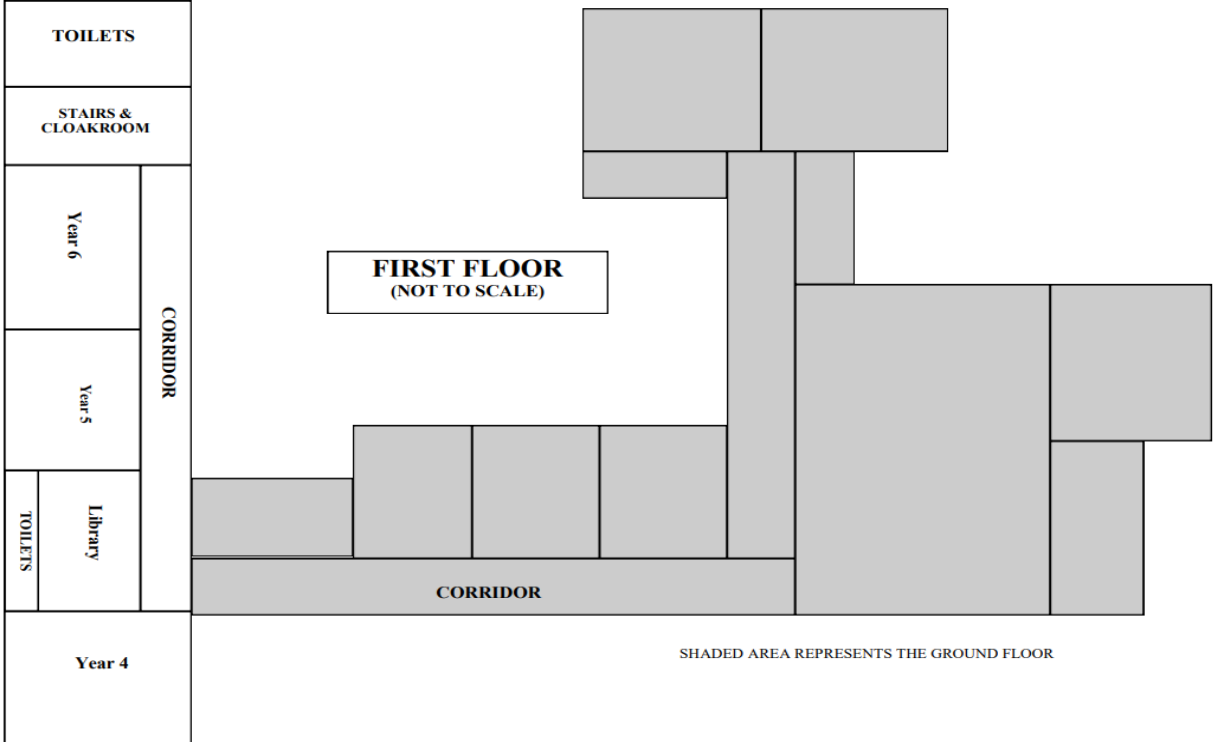 TOILETS
STAIRS &
CLOAKROOM
Year 6
FIRST FLOOR
(NOT TO SCALE)
CORRIDOR
Year 5
TOILETS
Library
CORRIDOR
Year 4
SHADED AREA REPRESENTS THE GROUND FLOOR